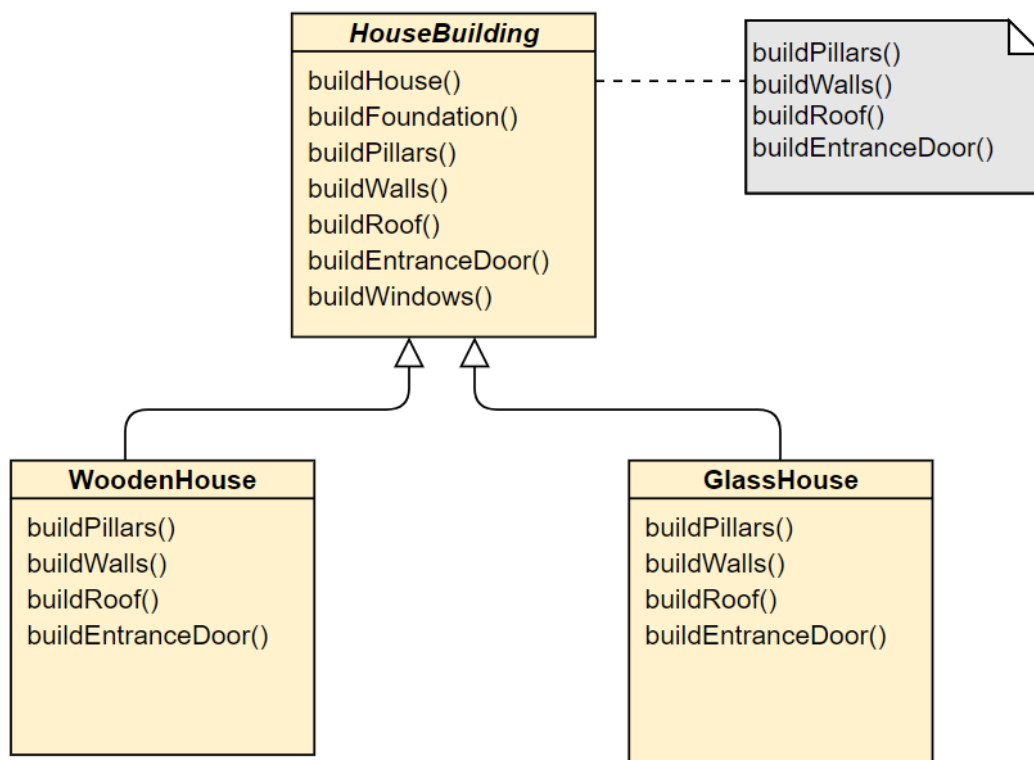 HouseBuilding
buildHouse()
buildFoundation()
buildPillars()
buildWalls()
buildRoof()
buildEntranceDoor()
buildWindows()
buildPillars()
buildWalls()
buildRoof()
buildEntranceDoor()
WoodenHouse
buildPillars()
buildWalls()
buildRoof()
buildEntranceDoor()
GlassHouse
buildPillars()
buildWalls()
buildRoof()
buildEntranceDoor()